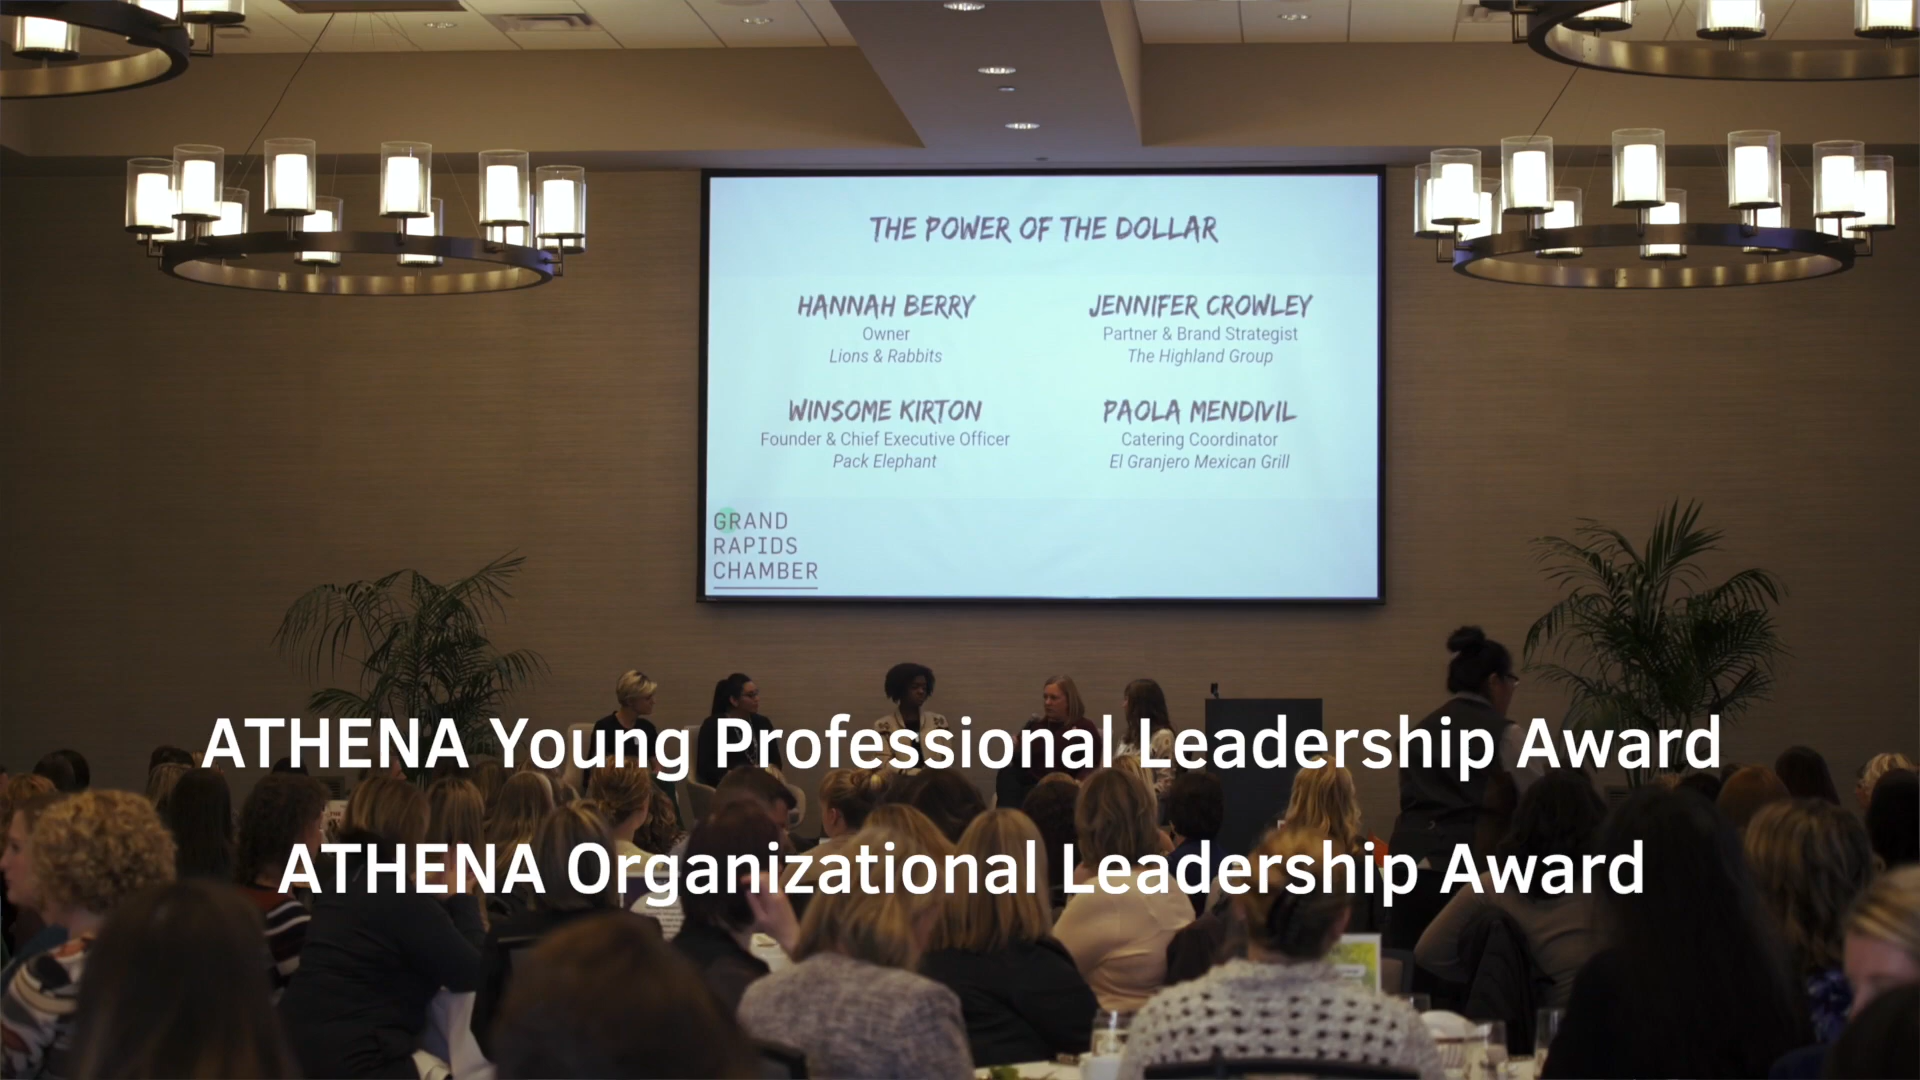 THE POWER OF THE DOLLAR
HANNAH BERRY
Owner
Lions & Rabbits
JENNIFER CROWLEY
Partner & Brand Strategist
The Highland Group
WINSOME KIRTON
Founder & Chief Executive Officer
Pack Elephant
PAOLA MENDIVIL
Catering Coordinator
El Granjero Mexican Grill
GRAND
RAPIDS
CHAMBER
ATHENA Young Professional Leadership Award
ATHENA Organizational Leadership Award